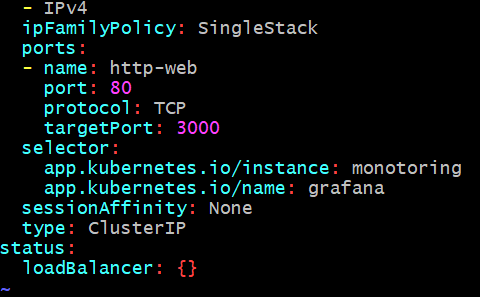 - IPv4
ipFamilyPolicy: SingleStack
ports:
- name: http-web
port: 80
protocol: TCP
targetPort: 3000
selector:
app.kubernetes.io/instance: monotoring
app.kubernetes.io/name: grafana
sessionAffinity: None
type: ClusterIP
status:
loadBalancer: {}
~